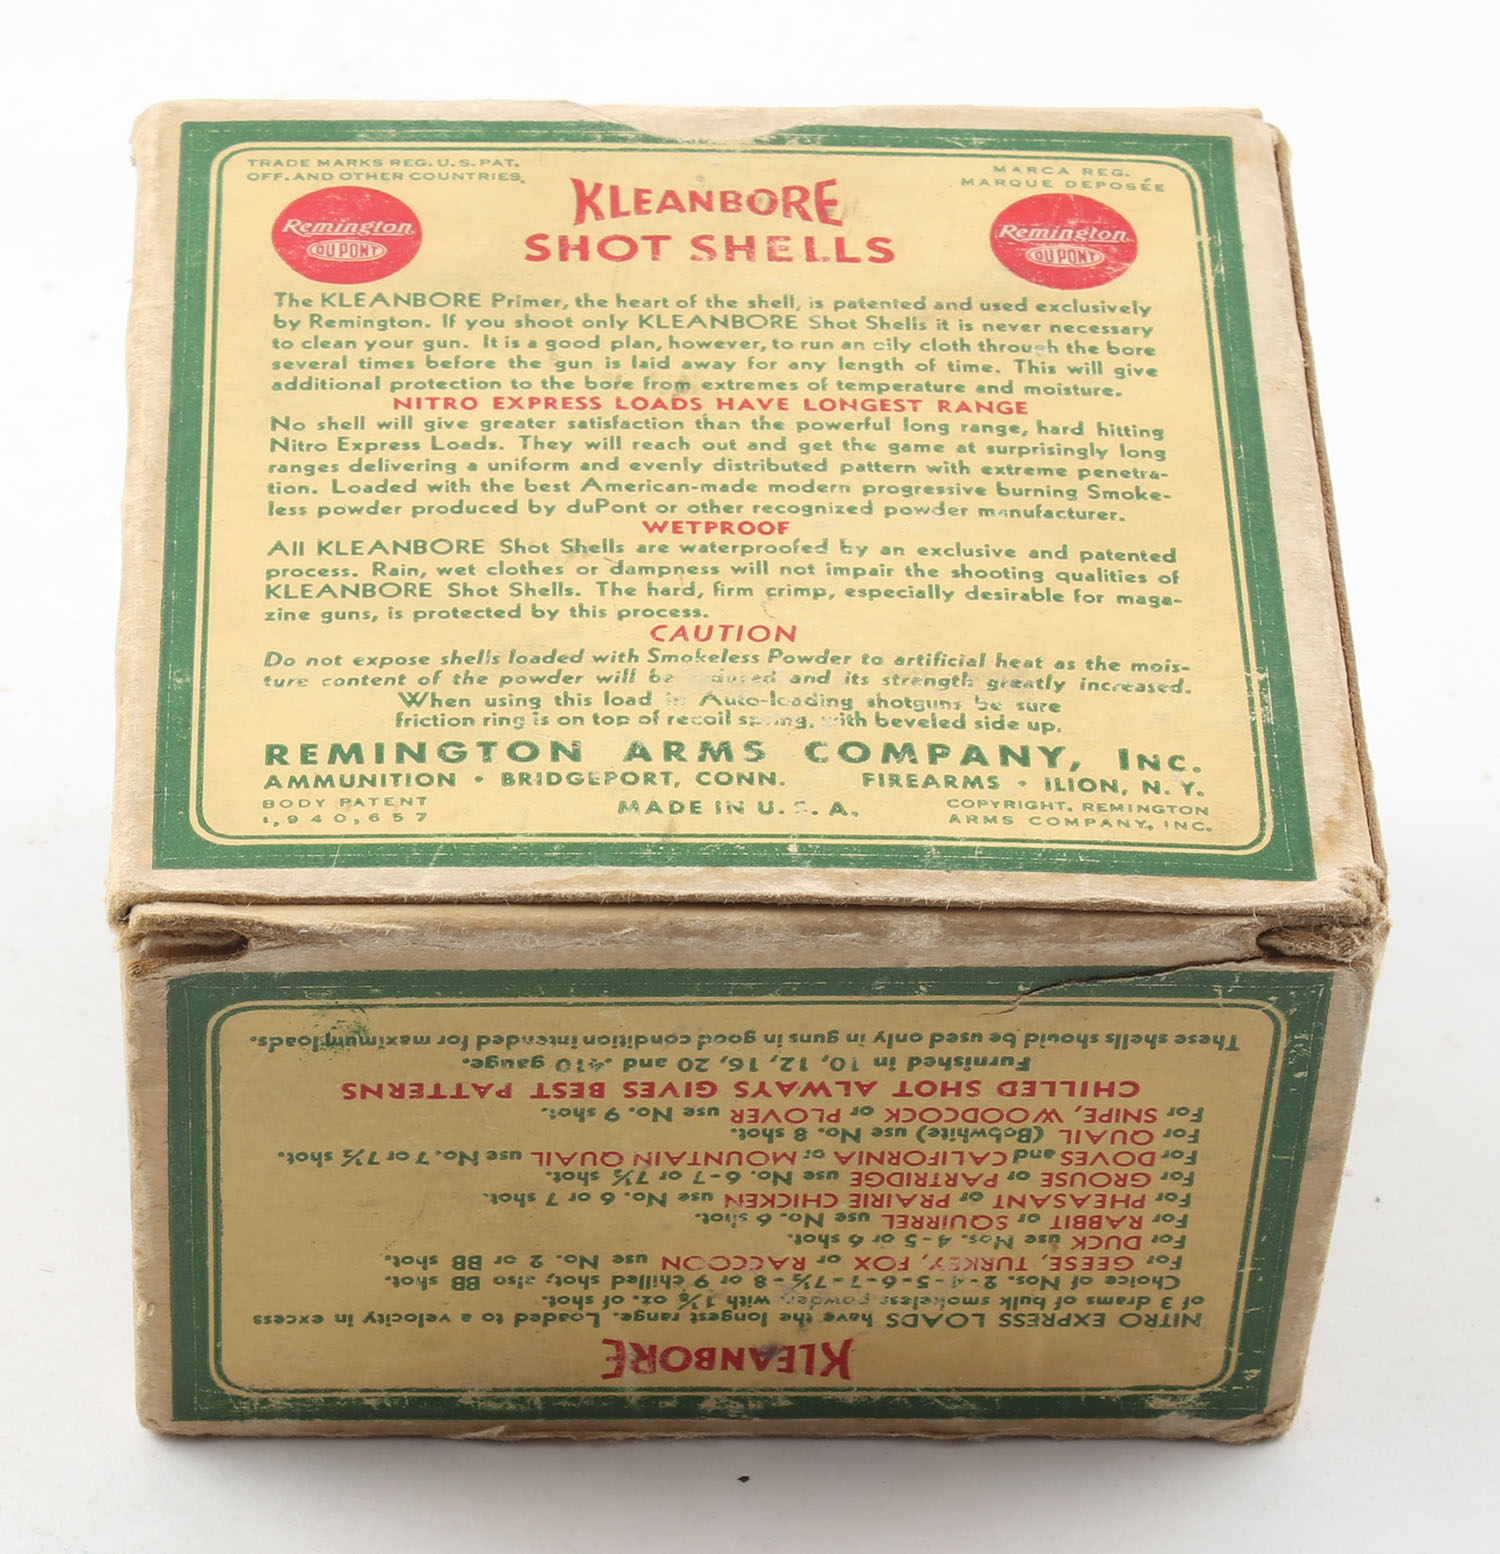 TRADE MARKS REG. U.S. PAT.
OFF. AND OTHER COUNTRIES.
MARCA REG.
MARQUE DEPOSÉE
Remington
DU PONT
KLEANBORE
SHOT SHELLS
Remington
DU PONT
The KLEANBORE Primer, the heart of the shell, is patented and used exclusively
by Remington. If you shoot only KLEANBORE Shot Shells it is never necessary
to clean your gun. It is a good plan, however, to run an oily cloth through the bore
several times before the gun is laid away for any length of time. This will give
additional protection to the bore from extremes of temperature and moisture.
NITRO EXPRESS LOADS HAVE LONGEST RANGE
No shell will give greater satisfaction than the powerful long range, hard hitting
Nitro Express Loads. They will reach out and get the game at surprisingly long
ranges delivering a uniform and evenly distributed pattern with extreme penetra-
tion. Loaded with the best American-made modern progressive burning Smoke-
less powder produced by duPont or other recognized powder manufacturer.
WETPROOF
All KLEANBORE Shot Shells are waterproofed by an exclusive and patented
process. Rain, wet clothes or dampness will not impair the shooting qualities of
KLEANBORE Shot Shells. The hard, firm crimp, especially desirable for maga-
zine guns, is protected by this process.
CAUTION
Do not expose shells loaded with Smokeless Powder to artificial heat as the mois-
ture content of the powder will be reduced and its strength greatly increased.
When using this load in Auto-loading shotguns be sure
friction ring is on top of recoil spring, with beveled side up.
REMINGTON ARMS COMPANY, INC.
AMMUNITION • BRIDGEPORT, CONN. FIREARMS • ILION, N. Y.
BODY PATENT
1,940,657
MADE IN U. S. A.
COPYRIGHT, REMINGTON
ARMS COMPANY, INC.
KLEANBORE
NITRO EXPRESS LOADS have the longest range. Loaded to a velocity in excess
of 3 drams of bulk smokeless powder, with 1⅛ oz. of shot.
Choice of Nos. 2-4-5-6-7-7½-8 or 9 chilled shot; also BB shot.
For GEESE, TURKEY, FOX or RACCOON use No. 2 or BB shot.
For DUCK use Nos. 4-5 or 6 shot.
For RABBIT or SQUIRREL use No. 6 shot.
For PHEASANT or PRAIRIE CHICKEN use No. 6 or 7 shot.
For GROUSE or PARTRIDGE use No. 6-7 or 7½ shot.
For DOVES and CALIFORNIA or MOUNTAIN QUAIL use No. 7 or 7½ shot.
For QUAIL (Bobwhite) use No. 8 shot.
For SNIPE, WOODCOCK or PLOVER use No. 9 shot.
CHILLED SHOT ALWAYS GIVES BEST PATTERNS
Furnished in 10, 12, 16, 20 and .410 gauge.
These shells should be used only in guns in good condition intended for maximum loads.